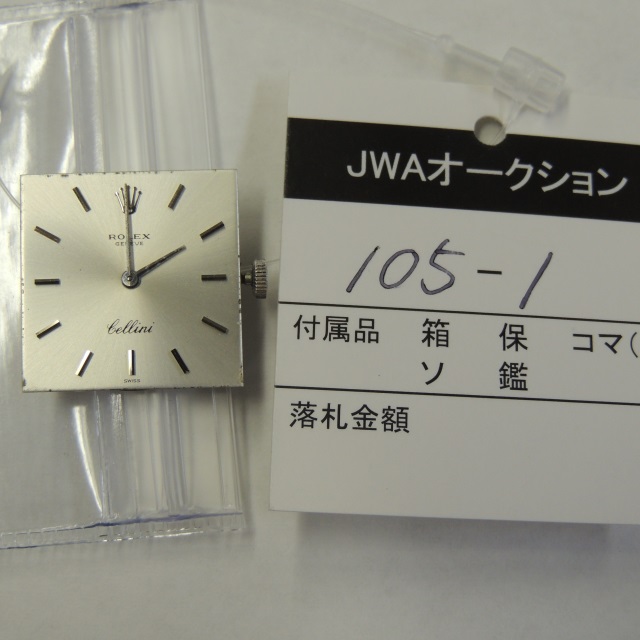 ROLEX
GENEVE
Cellini
SWISS
JWAオークション
105-1
付属品 箱 保 コマ(
ソ 鑑
落札金額